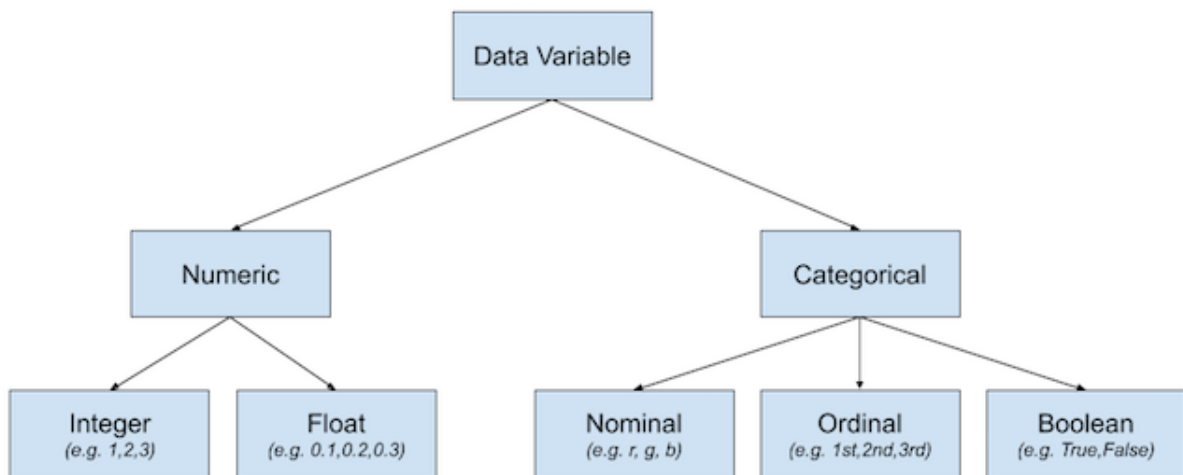 Data Variable
Numeric
Categorical
Integer
(e.g. 1,2,3)
Float
(e.g. 0.1,0.2,0.3)
Nominal
(e.g. r, g, b)
Ordinal
(e.g. 1st,2nd,3rd)
Boolean
(e.g. True,False)